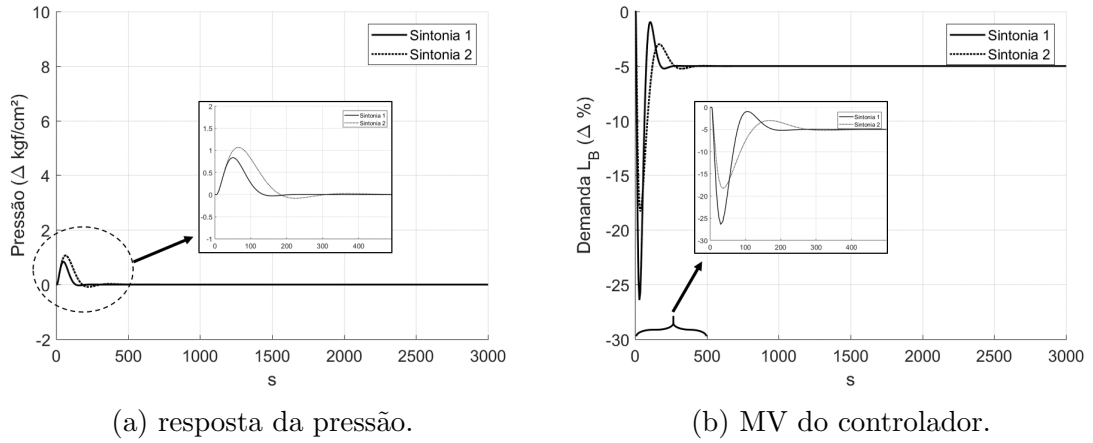 10
8
6
4
2
0
-2
Pressão (Δ kgf/cm²)
Sintonia 1
Sintonia 2
2
1.5
1
0.5
0
-0.5
-1
Sintonia 1
Sintonia 2
0 100 200 300 400
0 500 1000 1500 2000 2500 3000
s
(a) resposta da pressão.
0
-5
-10
-15
-20
-25
-30
Demanda L_B (Δ %)
Sintonia 1
Sintonia 2
0
-5
-10
-15
-20
-25
-30
Sintonia 1
Sintonia 2
0 100 200 300 400
0 500 1000 1500 2000 2500 3000
s
(b) MV do controlador.